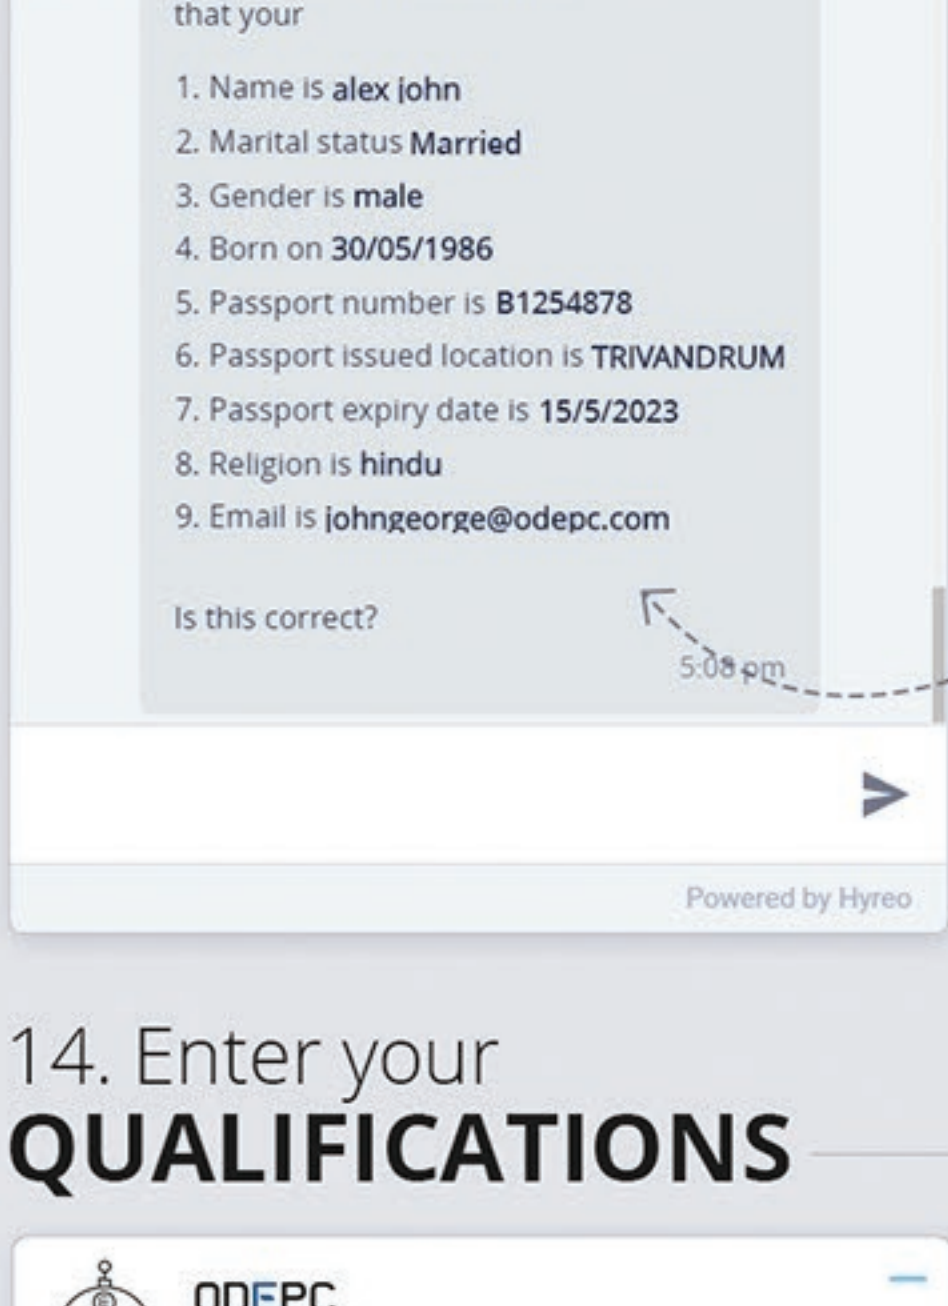 that your
1. Name is alex john
2. Marital status Married
3. Gender is male
4. Born on 30/05/1986
5. Passport number is B1254878
6. Passport issued location is TRIVANDRUM
7. Passport expiry date is 15/5/2023
8. Religion is hindu
9. Email is johngeorge@odepc.com
Is this correct?
5:08 pm
Powered by Hyreo
14. Enter your
QUALIFICATIONS
ODEPC